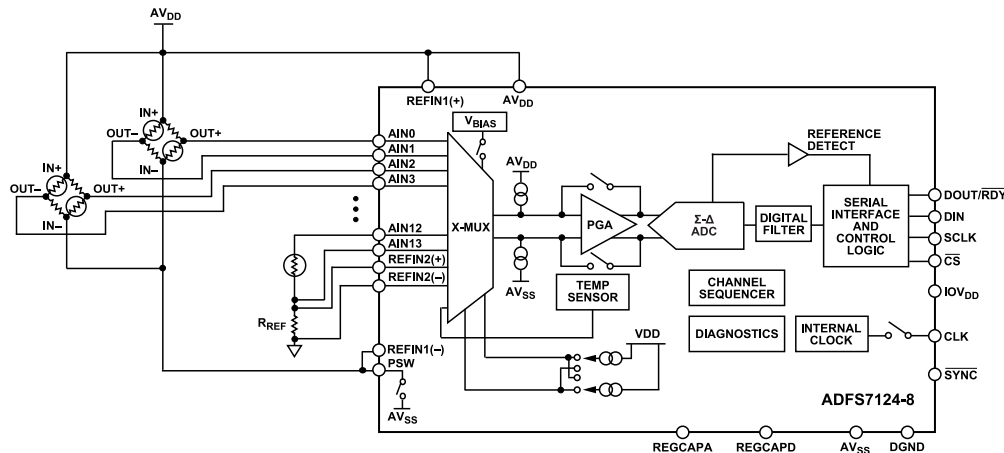 AVDD
REFIN1(+)
AVDD
IN+
OUT–
OUT+
IN–
IN+
OUT–
OUT+
IN–
AIN0
AIN1
AIN2
AIN3
AIN12
AIN13
REFIN2(+)
REFIN2(–)
RREF
REFIN1(–)
PSW
AVSS
VBIAS
X-MUX
AVDD
AVSS
PGA
TEMP
SENSOR
VDD
Σ-Δ
ADC
REFERENCE
DETECT
DIGITAL
FILTER
SERIAL
INTERFACE
AND
CONTROL
LOGIC
CHANNEL
SEQUENCER
DIAGNOSTICS
INTERNAL
CLOCK
DOUT/RDY
DIN
SCLK
CS
IOVDD
CLK
SYNC
ADFS7124-8
REGCAPA
REGCAPD
AVSS
DGND